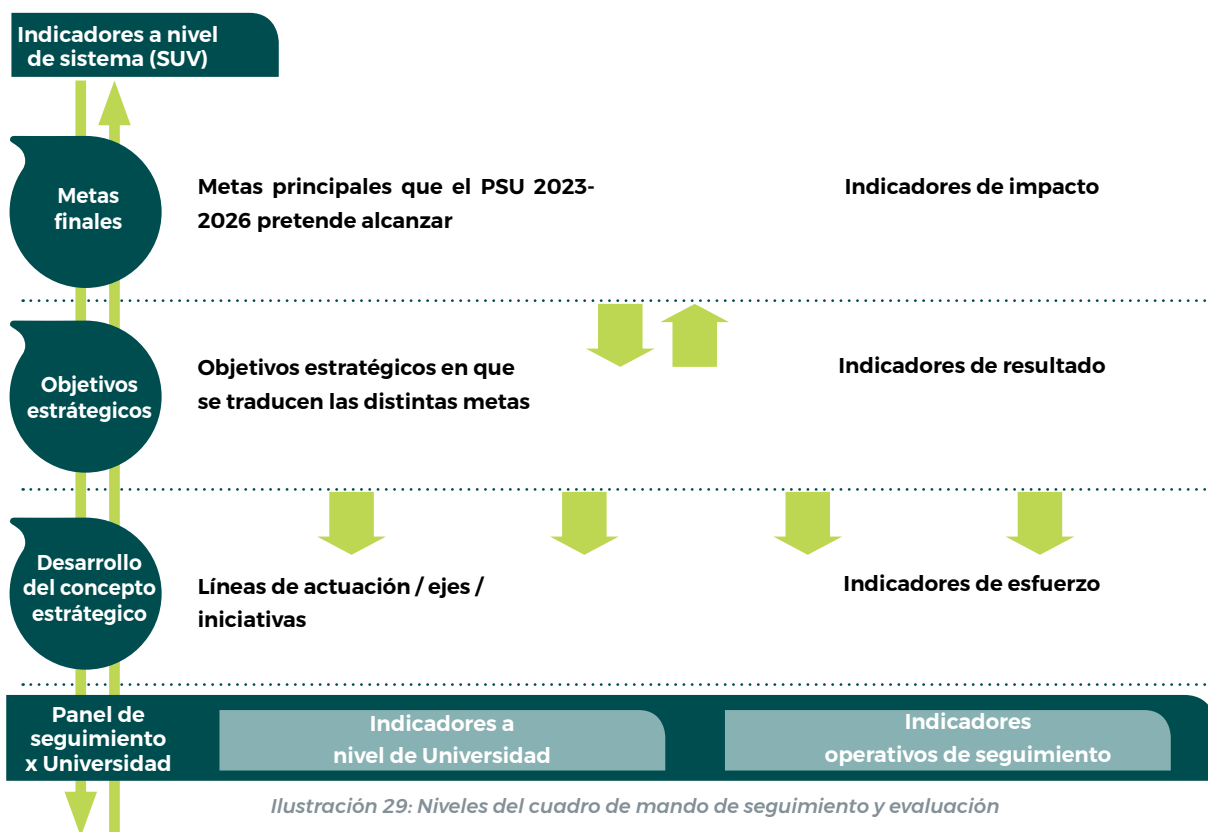 Indicadores a nivel
de sistema (SUV)
Metas
finales
Metas principales que el PSU 2023-
2026 pretende alcanzar
Indicadores de impacto
Objetivos
estrátegicos
Objetivos estratégicos en que
se traducen las distintas metas
Indicadores de resultado
Desarrollo
del concepto
estrátegico
Líneas de actuación / ejes /
iniciativas
Indicadores de esfuerzo
Panel de
seguimiento
x Universidad
Indicadores a
nivel de Universidad
Indicadores
operativos de seguimiento
Ilustración 29: Niveles del cuadro de mando de seguimiento y evaluación